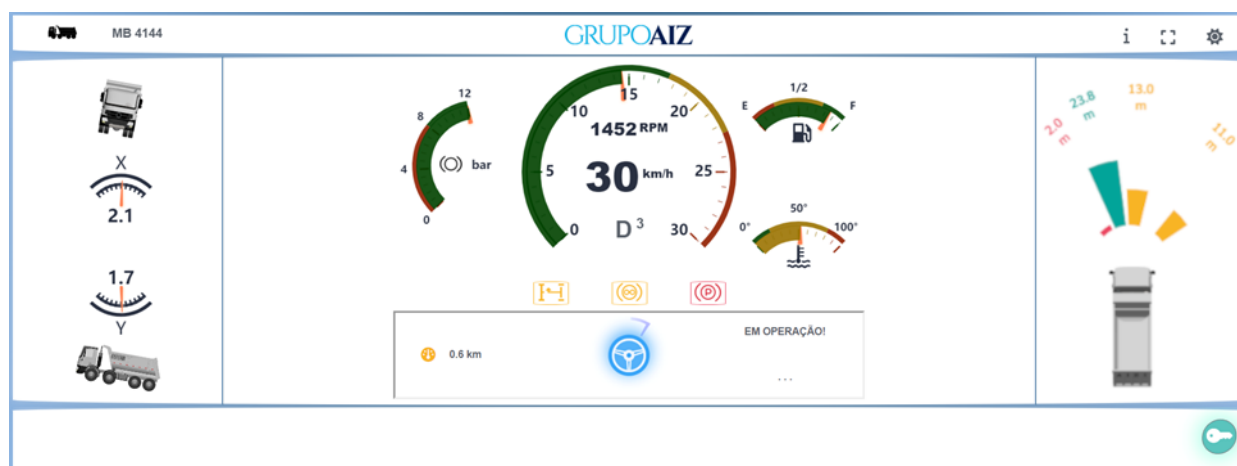 MB 4144
GRUPOAIZ
i
X
2.1
1.7
Y
12
8
4
0
bar
15
10
20
5
25
0
30
1452 RPM
30 km/h
D 3
1/2
E
F
50°
0°
100°
P
0.6 km
EM OPERAÇÃO!
...
2.0
m
23.8
m
13.0
m
11.0
m